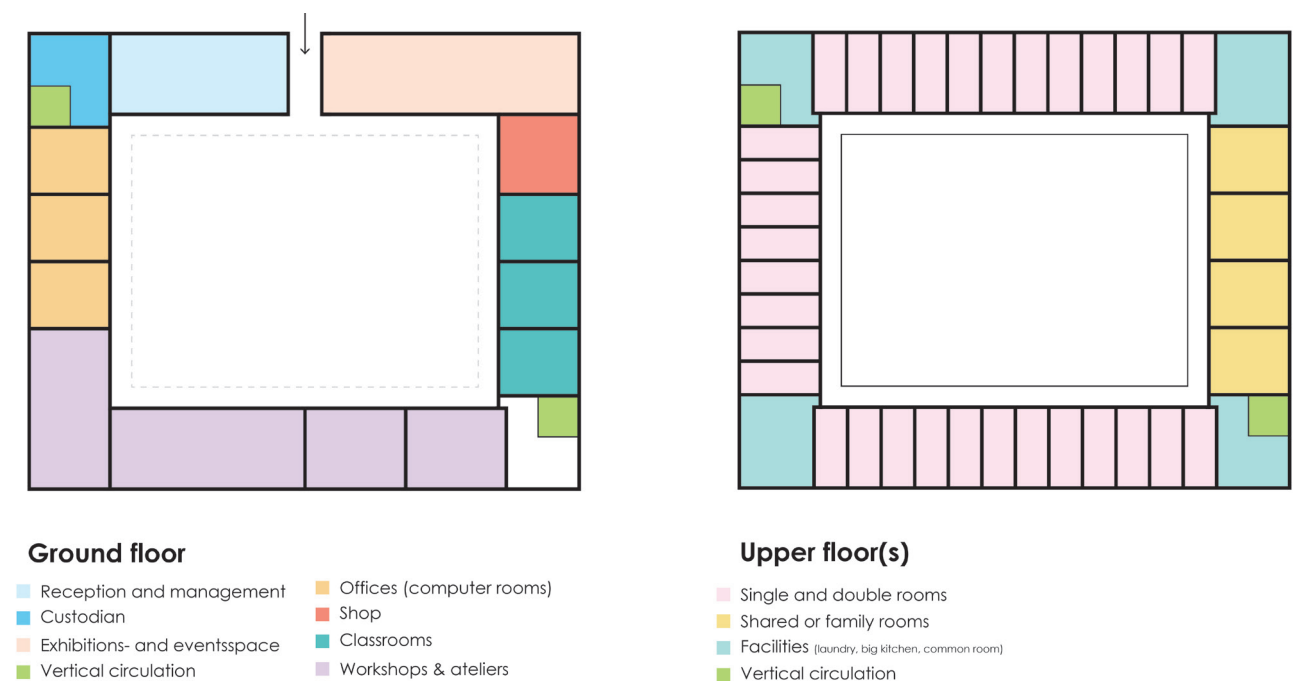 Ground floor
Reception and management
Custodian
Exhibitions- and eventsspace
Vertical circulation
Offices (computer rooms)
Shop
Classrooms
Workshops & ateliers
Upper floor(s)
Single and double rooms
Shared or family rooms
Facilities (laundry, big kitchen, common room)
Vertical circulation